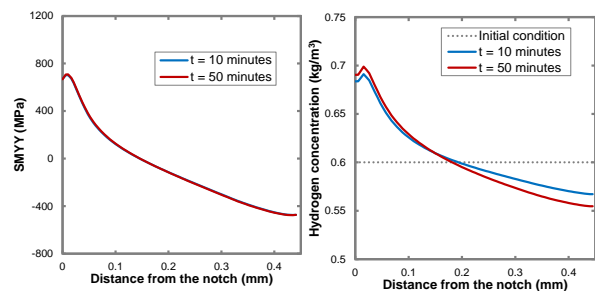 1200
800
400
0
-400
-800
SMYY (MPa)
t = 10 minutes
t = 50 minutes
0
0.1
0.2
0.3
0.4
Distance from the notch (mm)
0.75
0.7
0.65
0.6
0.55
0.5
Hydrogen concentration (kg/m³)
Initial condition
t = 10 minutes
t = 50 minutes
0
0.1
0.2
0.3
0.4
Distance from the notch (mm)